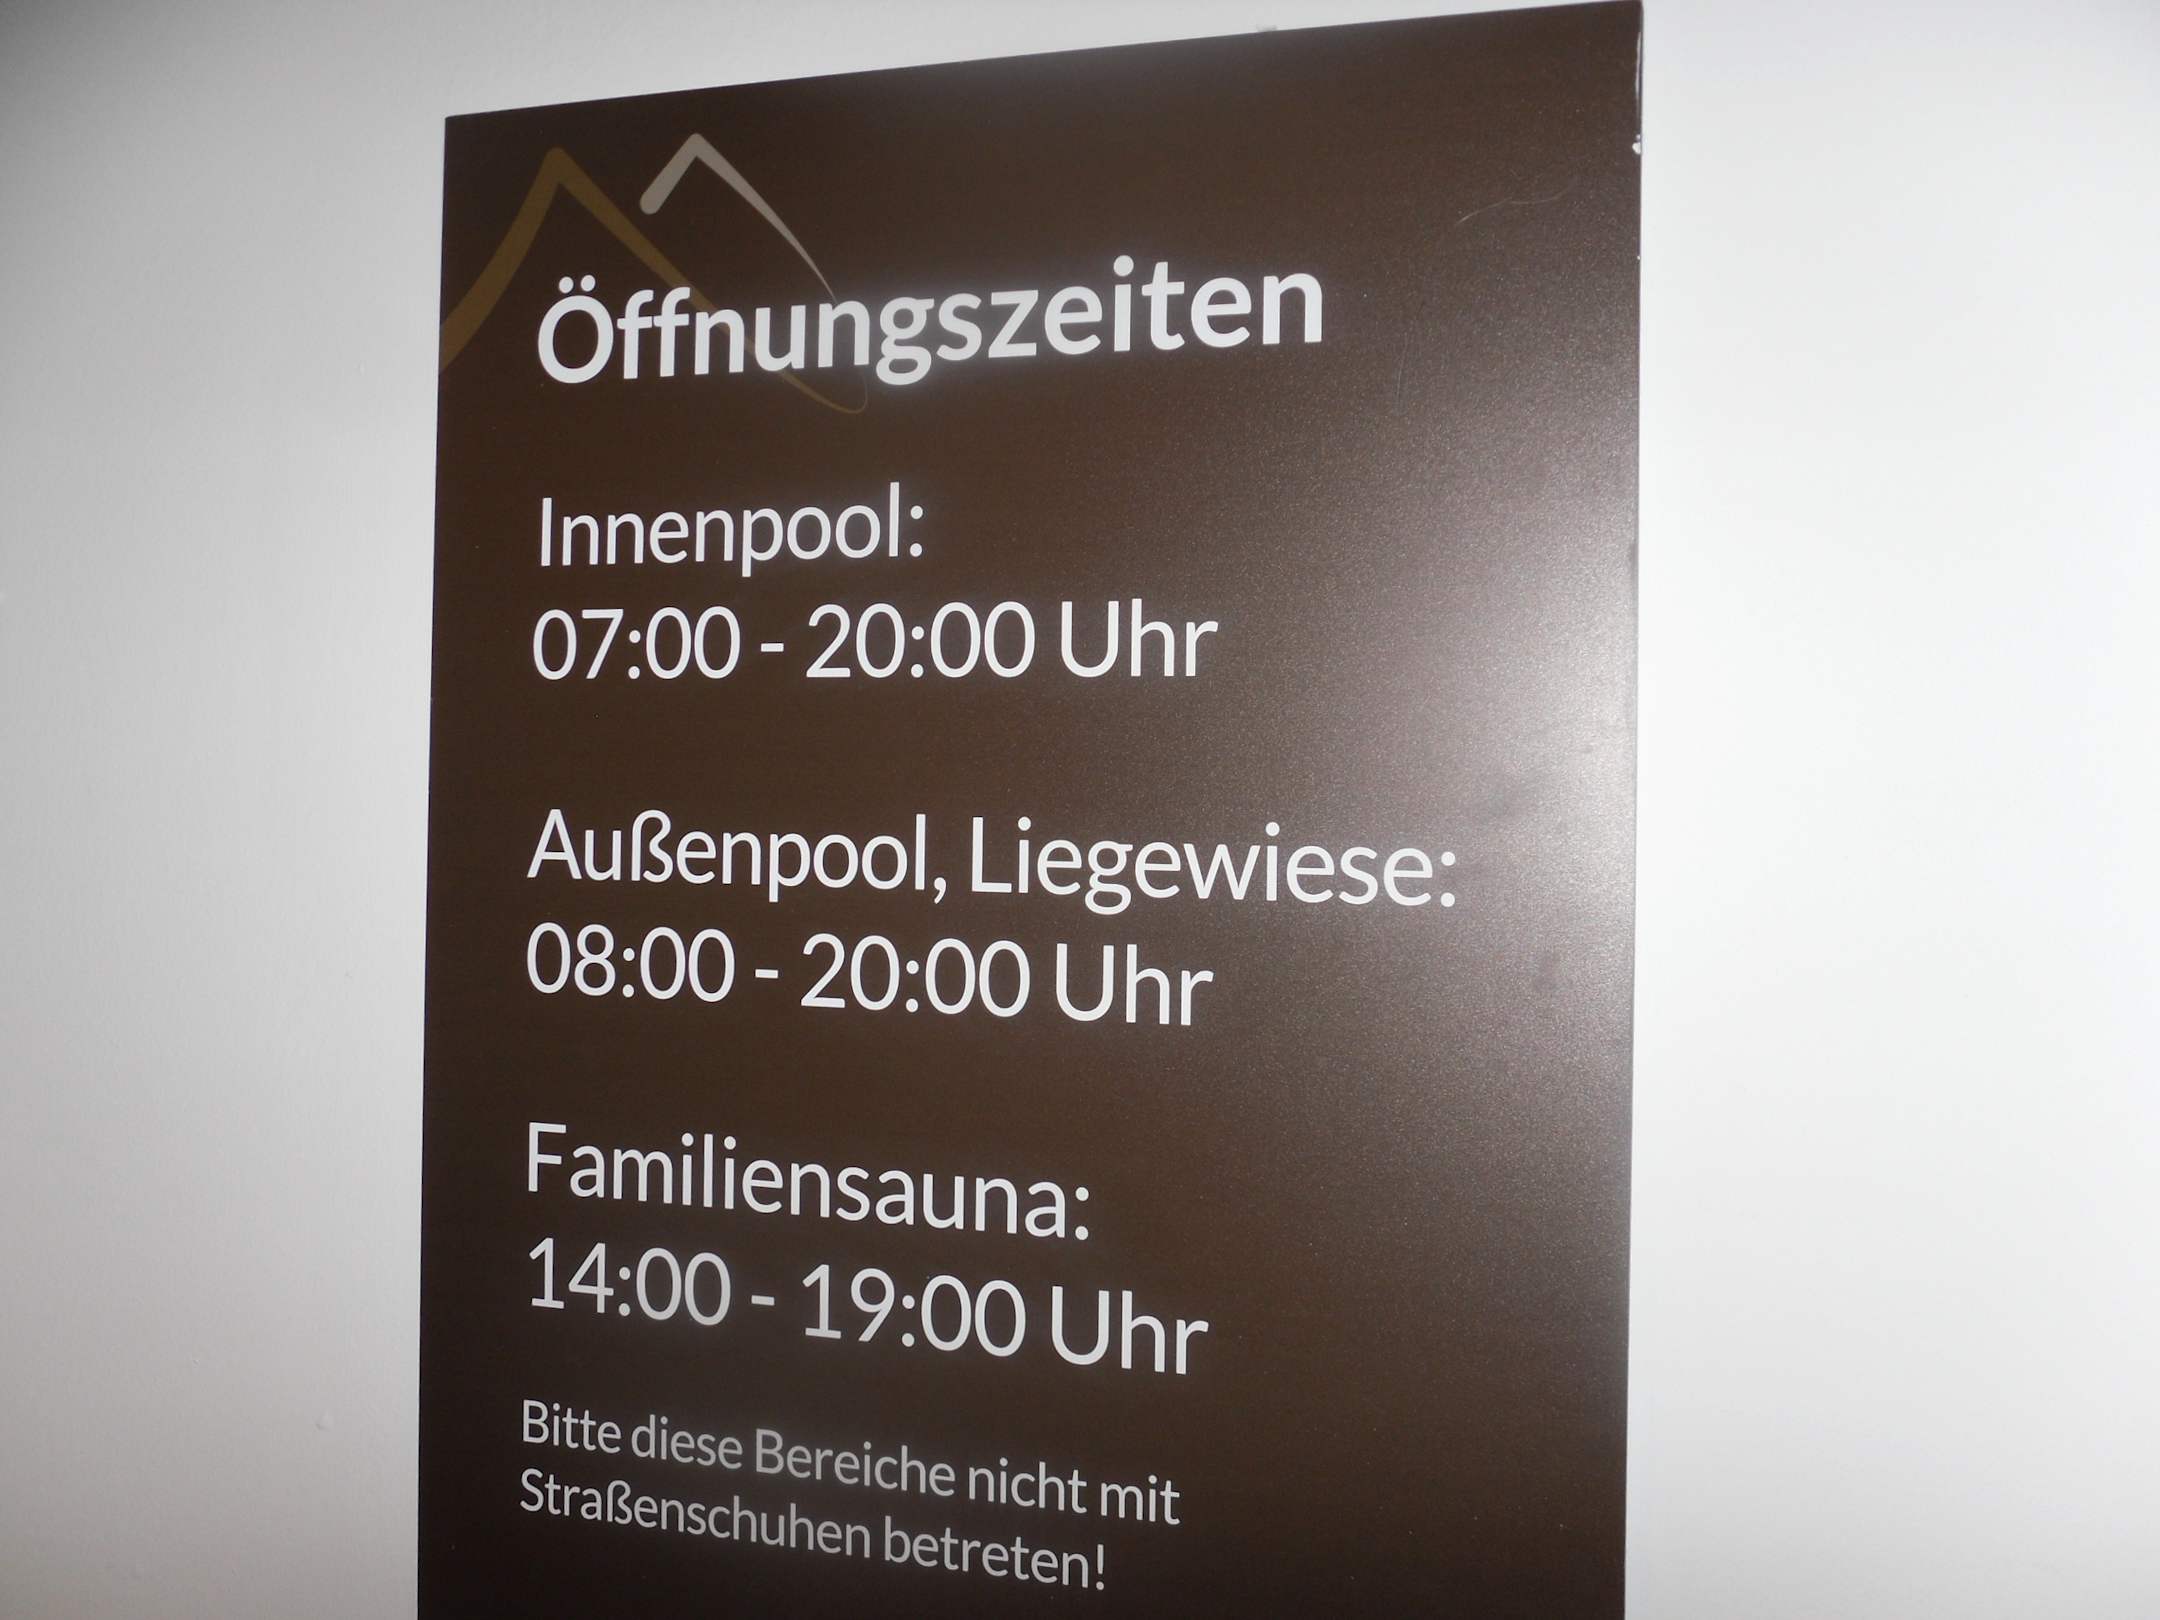 Öffnungszeiten
Innenpool:
07:00 - 20:00 Uhr
Außenpool, Liegewiese:
08:00 - 20:00 Uhr
Familiensauna:
14:00 - 19:00 Uhr
Bitte diese Bereiche nicht mit
Straßenschuhen betreten!